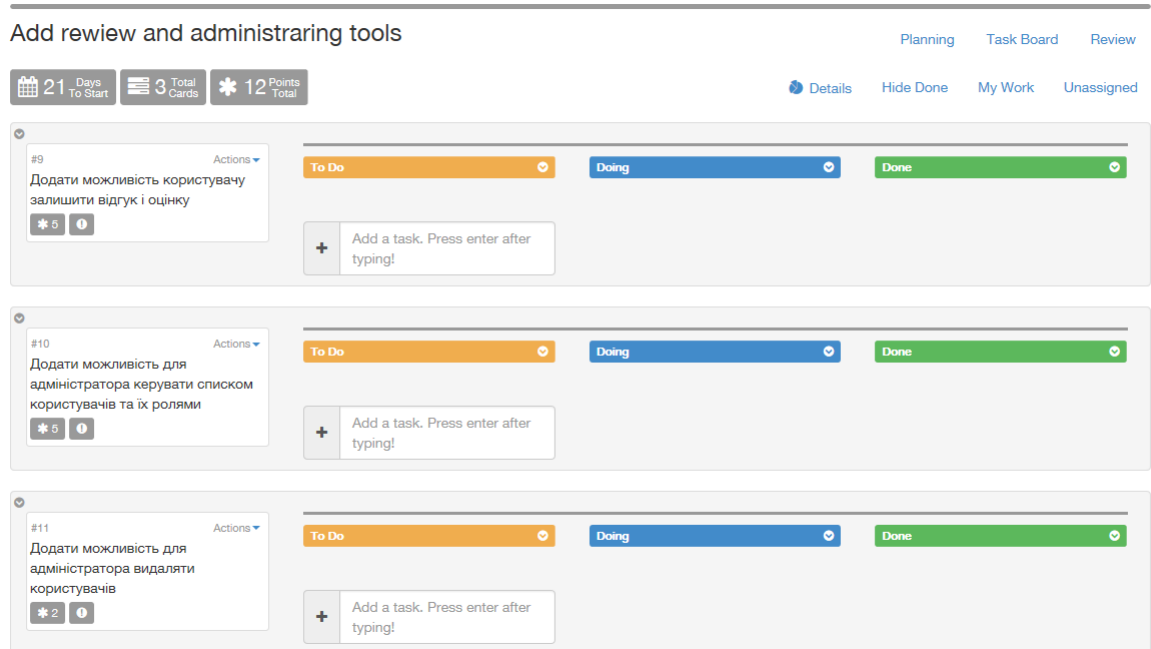 Add rewiew and administraring tools
Planning Task Board Review
21 Days To Start 3 Total Cards 12 Points Total
Details Hide Done My Work Unassigned
#9 Actions
Додати можливість користувачу
залишити відгук і оцінку
5
To Do Doing Done
Add a task. Press enter after
typing!
#10 Actions
Додати можливість для
адміністратора керувати списком
користувачів та їх ролями
5
To Do Doing Done
Add a task. Press enter after
typing!
#11 Actions
Додати можливість для
адміністратора видаляти
користувачів
2
To Do Doing Done
Add a task. Press enter after
typing!